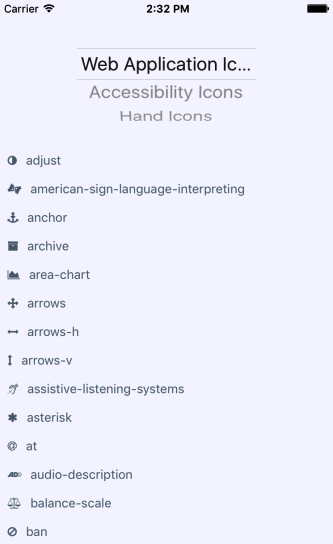 Carrier 2:32 PM
Web Application Ic...
Accessibility Icons
Hand Icons
adjust
american-sign-language-interpreting
anchor
archive
area-chart
arrows
arrows-h
arrows-v
assistive-listening-systems
asterisk
at
audio-description
balance-scale
ban